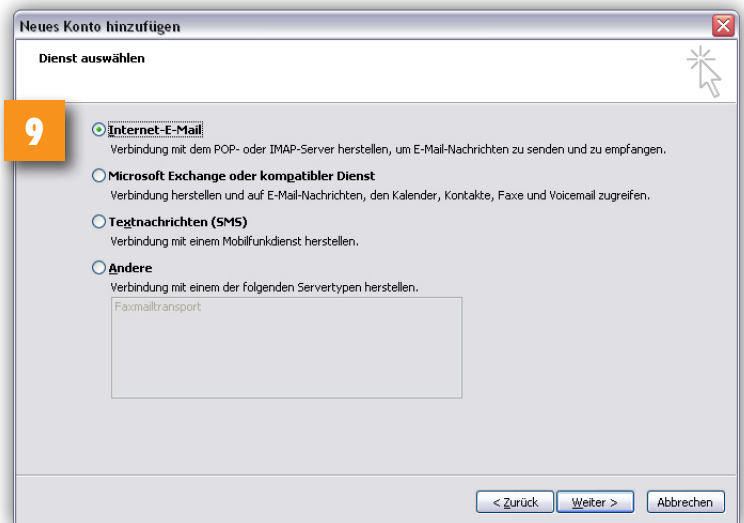 Neues Konto hinzufügen
Dienst auswählen
9
Internet-E-Mail
Verbindung mit dem POP- oder IMAP-Server herstellen, um E-Mail-Nachrichten zu senden und zu empfangen.
Microsoft Exchange oder kompatibler Dienst
Verbindung herstellen und auf E-Mail-Nachrichten, den Kalender, Kontakte, Faxe und Voicemail zugreifen.
Textnachrichten (SMS)
Verbindung mit einem Mobilfunkdienst herstellen.
Andere
Verbindung mit einem der folgenden Servertypen herstellen.
Faxmailtransport
< Zurück Weiter > Abbrechen